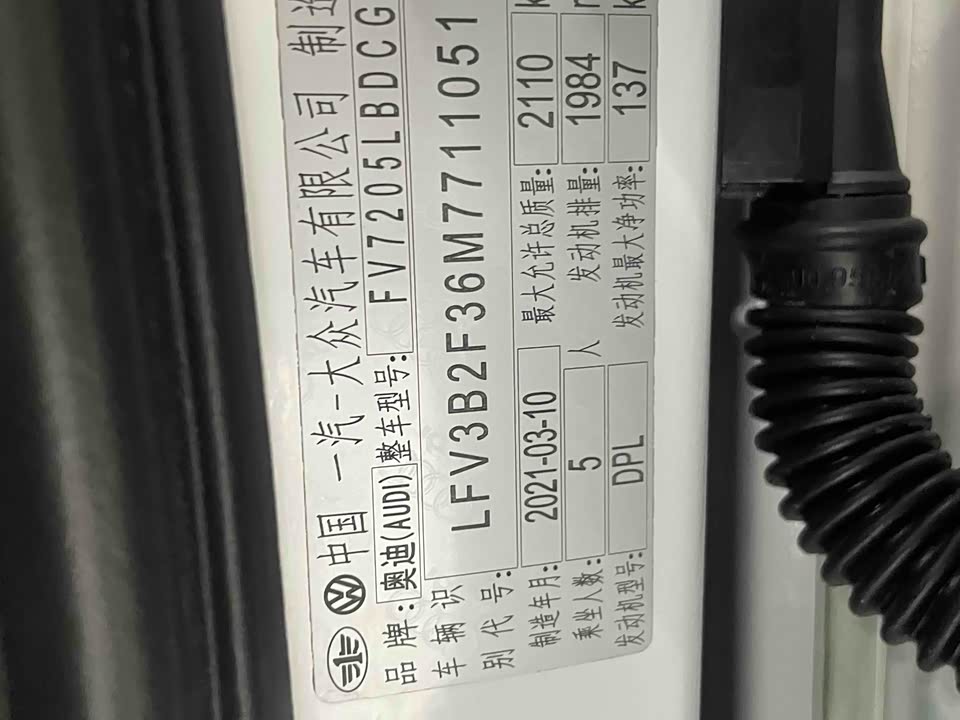 中国 一汽-大众汽车有限公司 制造
品牌: 奥迪(AUDI) 整车型号: FV7205LBDCG
车辆识别代号: LFV3B2F36M7711051
制造年月: 2021-03-10 最大允许总质量: 2110 k
乘坐人数: 5 人 发动机排量: 1984
发动机型号: DPL 发动机最大净功率: 137 k